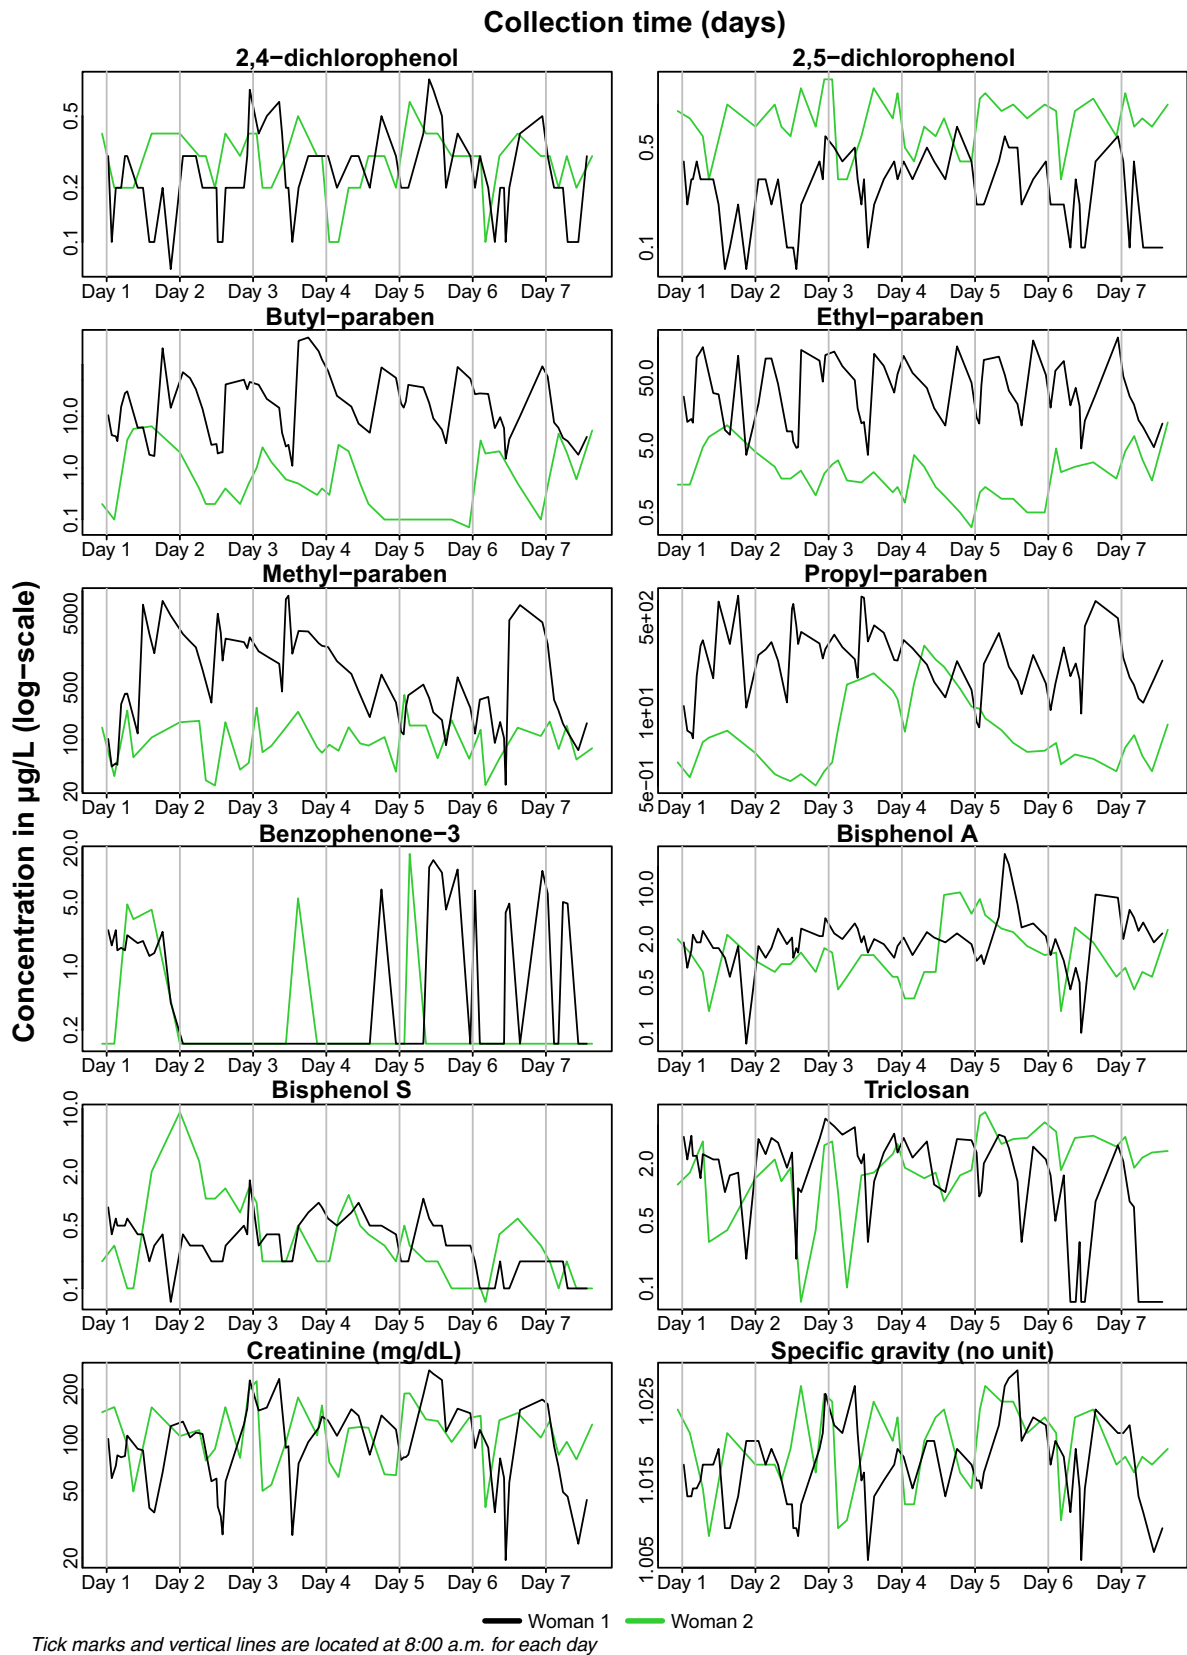 Collection time (days)
Concentration in µg/L (log−scale)
2,4−dichlorophenol
0.5
0.2
0.1
Day 1 Day 2 Day 3 Day 4 Day 5 Day 6 Day 7
2,5−dichlorophenol
0.5
0.1
Day 1 Day 2 Day 3 Day 4 Day 5 Day 6 Day 7
Butyl−paraben
10.0
1.0
0.1
Day 1 Day 2 Day 3 Day 4 Day 5 Day 6 Day 7
Ethyl−paraben
50.0
5.0
0.5
Day 1 Day 2 Day 3 Day 4 Day 5 Day 6 Day 7
Methyl−paraben
5000
500
100
20
Day 1 Day 2 Day 3 Day 4 Day 5 Day 6 Day 7
Propyl−paraben
5e+02
1e+01
5e−01
Day 1 Day 2 Day 3 Day 4 Day 5 Day 6 Day 7
Benzophenone−3
20.0
5.0
1.0
0.2
Day 1 Day 2 Day 3 Day 4 Day 5 Day 6 Day 7
Bisphenol A
10.0
2.0
0.5
0.1
Day 1 Day 2 Day 3 Day 4 Day 5 Day 6 Day 7
Bisphenol S
10.0
2.0
0.5
0.1
Day 1 Day 2 Day 3 Day 4 Day 5 Day 6 Day 7
Triclosan
2.0
0.5
0.1
Day 1 Day 2 Day 3 Day 4 Day 5 Day 6 Day 7
Creatinine (mg/dL)
200
100
50
20
Day 1 Day 2 Day 3 Day 4 Day 5 Day 6 Day 7
Specific gravity (no unit)
1.025
1.015
1.005
Day 1 Day 2 Day 3 Day 4 Day 5 Day 6 Day 7
Woman 1 Woman 2
Tick marks and vertical lines are located at 8:00 a.m. for each day